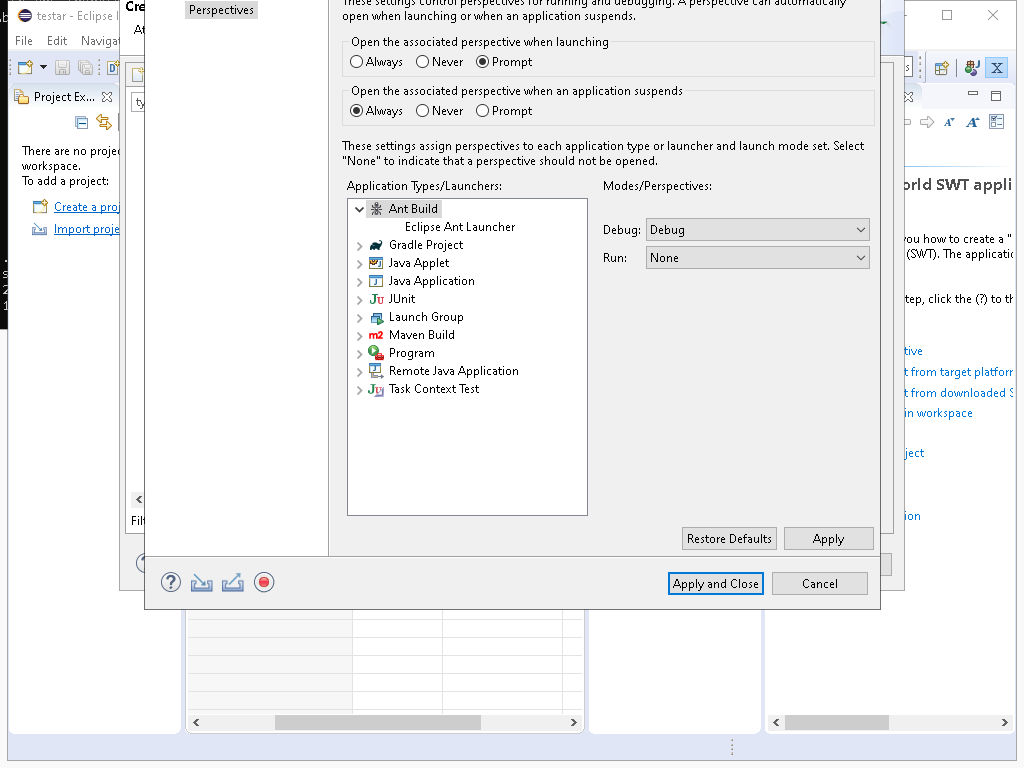 testar - Eclipse I
Cre
Perspectives
These settings control perspectives for running and debugging. A perspective can automatically
open when launching or when an application suspends.
File Edit Naviga
Open the associated perspective when launching
Always Never Prompt
X
Open the associated perspective when an application suspends
Always Never Prompt
Project Ex...
There are no proje
workspace.
To add a project:
Create a proj
Import proje
These settings assign perspectives to each application type or launcher and launch mode set. Select
"None" to indicate that a perspective should not be opened.
Application Types/Launchers:
Modes/Perspectives:
Ant Build
Eclipse Ant Launcher
Gradle Project
Java Applet
Java Application
JU JUnit
Launch Group
m2 Maven Build
Program
Remote Java Application
Task Context Test
Debug: Debug
Run: None
orld SWT appli
you how to create a "
(SWT). The applicatio
tep, click the (?) to th
tive
t from target platforr
t from downloaded S
in workspace
ject
ion
Restore Defaults Apply
Apply and Close Cancel